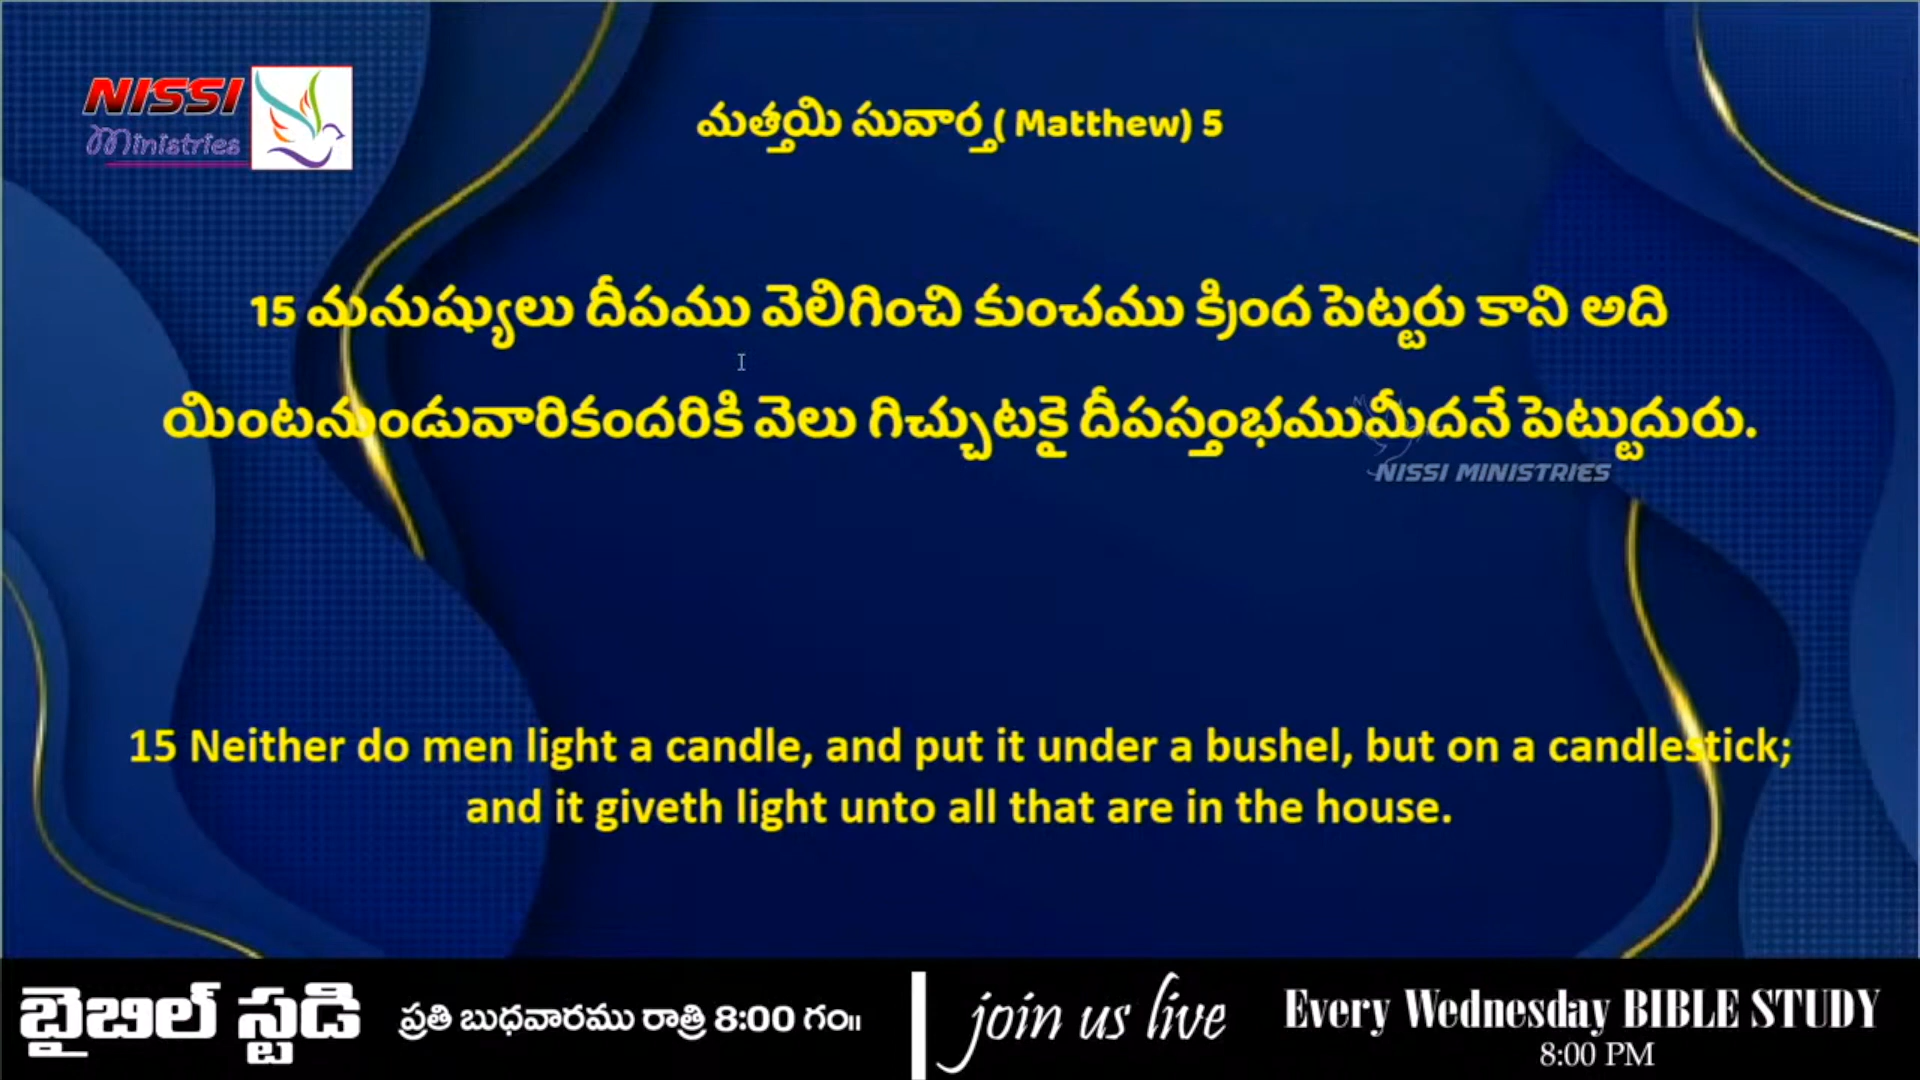 NISSI
Ministries
మత్తయి సువార్త( Matthew) 5
15 మనుష్యులు దీపము వెలిగించి కుంచము క్రింద పెట్టరు కాని అది
యింటనుండువారికందరికి వెలు గిచ్చుటకై దీపస్తంభముమీదనే పెట్టుదురు.
NISSI MINISTRIES
15 Neither do men light a candle, and put it under a bushel, but on a candlestick;
and it giveth light unto all that are in the house.
బైబిల్ స్టడి ప్రతి బుధవారము రాత్రి 8:00 గం॥ join us live Every Wednesday BIBLE STUDY
8:00 PM